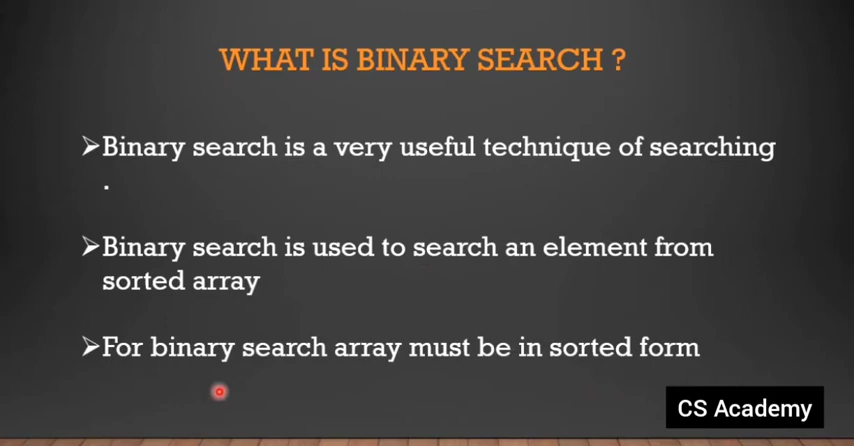 WHAT IS BINARY SEARCH ?
➢Binary search is a very useful technique of searching
.
➢Binary search is used to search an element from
sorted array
➢For binary search array must be in sorted form
CS Academy